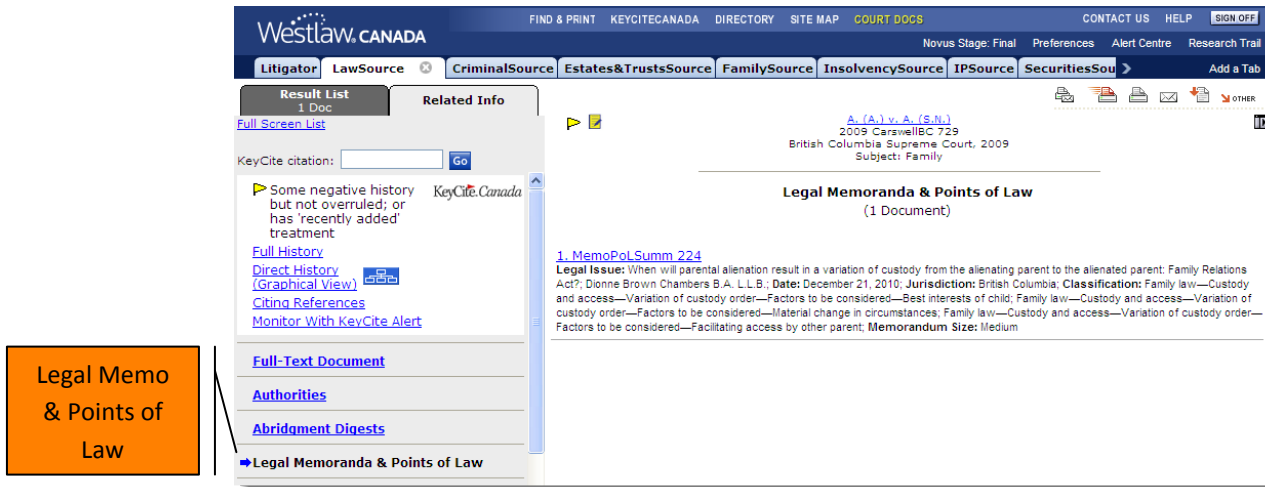 Westlaw. CANADA
FIND & PRINT KEYCITECANADA DIRECTORY SITE MAP COURT DOCS
CONTACT US HELP SIGN OFF
Novus Stage: Final Preferences Alert Centre Research Trail
Litigator LawSource CriminalSource Estates&TrustsSource FamilySource InsolvencySource IPSource SecuritiesSou Add a Tab
Result List
1 Doc
Related Info
Full Screen List
KeyCite citation: Go
Some negative history
but not overruled; or
has 'recently added'
treatment
KeyCite.Canada
Full History
Direct History
(Graphical View)
Citing References
Monitor With KeyCite Alert
Full-Text Document
Authorities
Abridgment Digests
Legal Memoranda & Points of Law
Legal Memo
& Points of
Law
OTHER
A. (A.) v. A. (S.N.)
2009 CarswellBC 729
British Columbia Supreme Court, 2009
Subject: Family
Legal Memoranda & Points of Law
(1 Document)
1. MemoPoLSumm 224
Legal Issue: When will parental alienation result in a variation of custody from the alienating parent to the alienated parent: Family Relations
Act?; Dionne Brown Chambers B.A. L.L.B.; Date: December 21, 2010; Jurisdiction: British Columbia; Classification: Family law—Custody
and access—Variation of custody order—Factors to be considered—Best interests of child; Family law—Custody and access—Variation of
custody order—Factors to be considered—Material change in circumstances; Family law—Custody and access—Variation of custody order—
Factors to be considered—Facilitating access by other parent; Memorandum Size: Medium